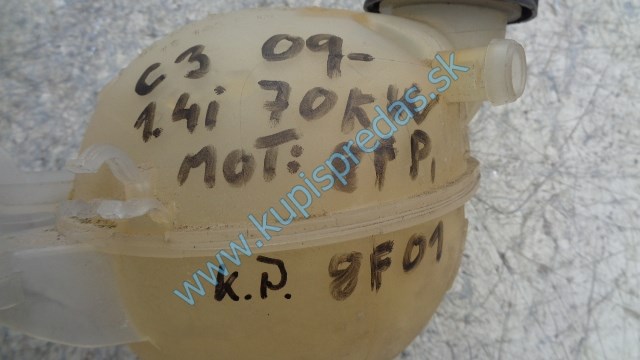 C3 09-
1.4i 70KW
MOT: 8FP,
K.P. 8F01
www.kupispredas.sk